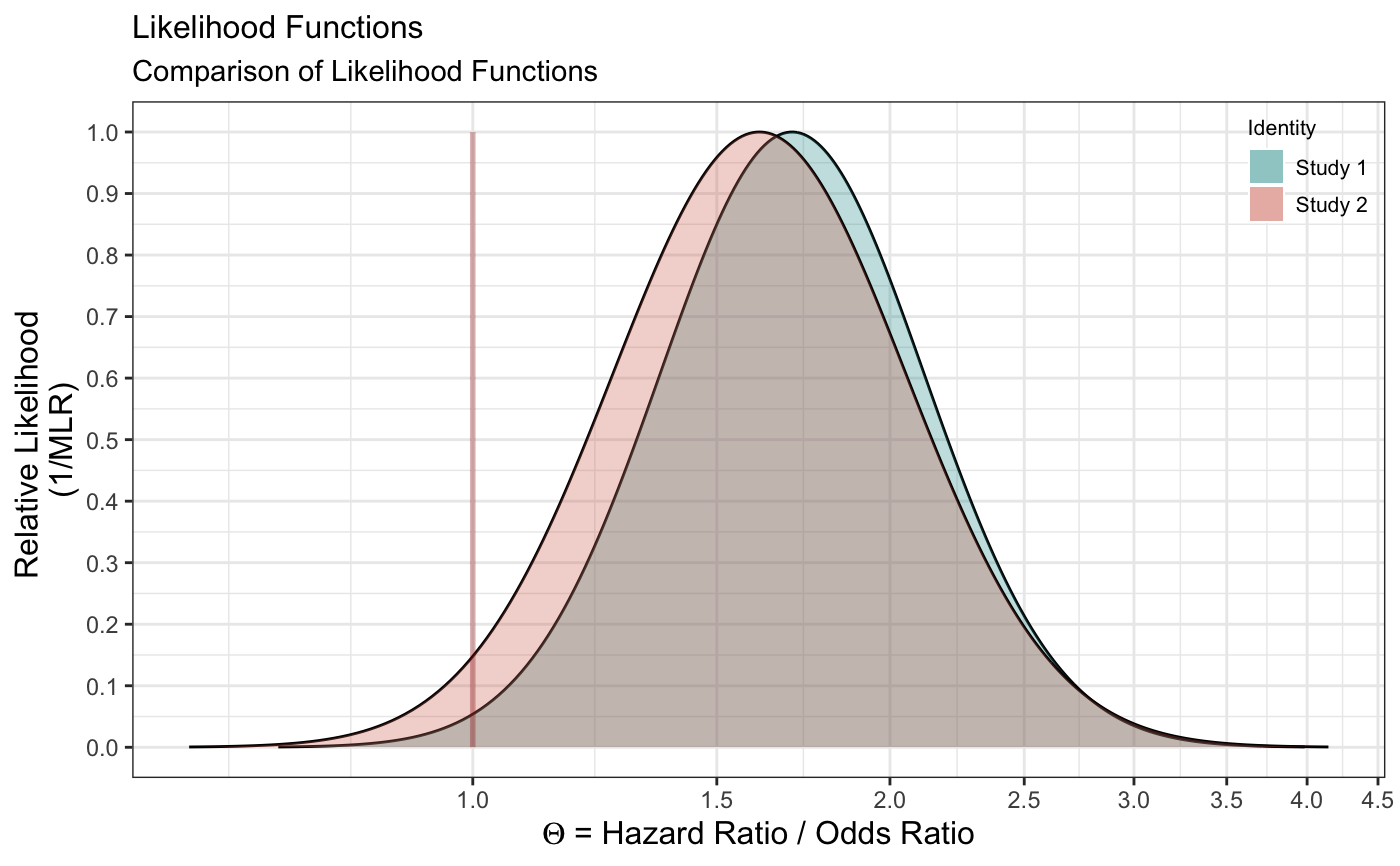 Likelihood Functions
Comparison of Likelihood Functions
Relative Likelihood
(1/MLR)
1.0
0.9
0.8
0.7
0.6
0.5
0.4
0.3
0.2
0.1
0.0
Identity
Study 1
Study 2
1.0 1.5 2.0 2.5 3.0 3.5 4.0 4.5
Θ = Hazard Ratio / Odds Ratio